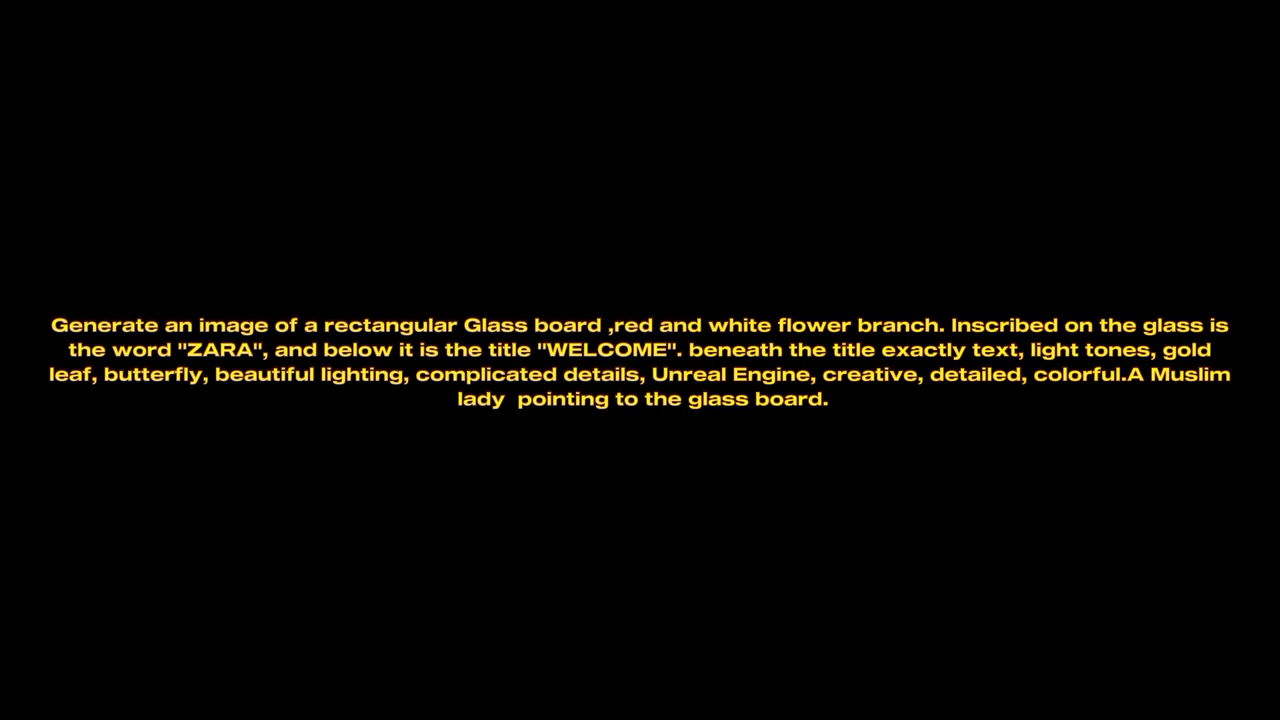 Generate an image of a rectangular Glass board ,red and white flower branch. Inscribed on the glass is
the word "ZARA", and below it is the title "WELCOME". beneath the title exactly text, light tones, gold
leaf, butterfly, beautiful lighting, complicated details, Unreal Engine, creative, detailed, colorful.A Muslim
lady  pointing to the glass board.